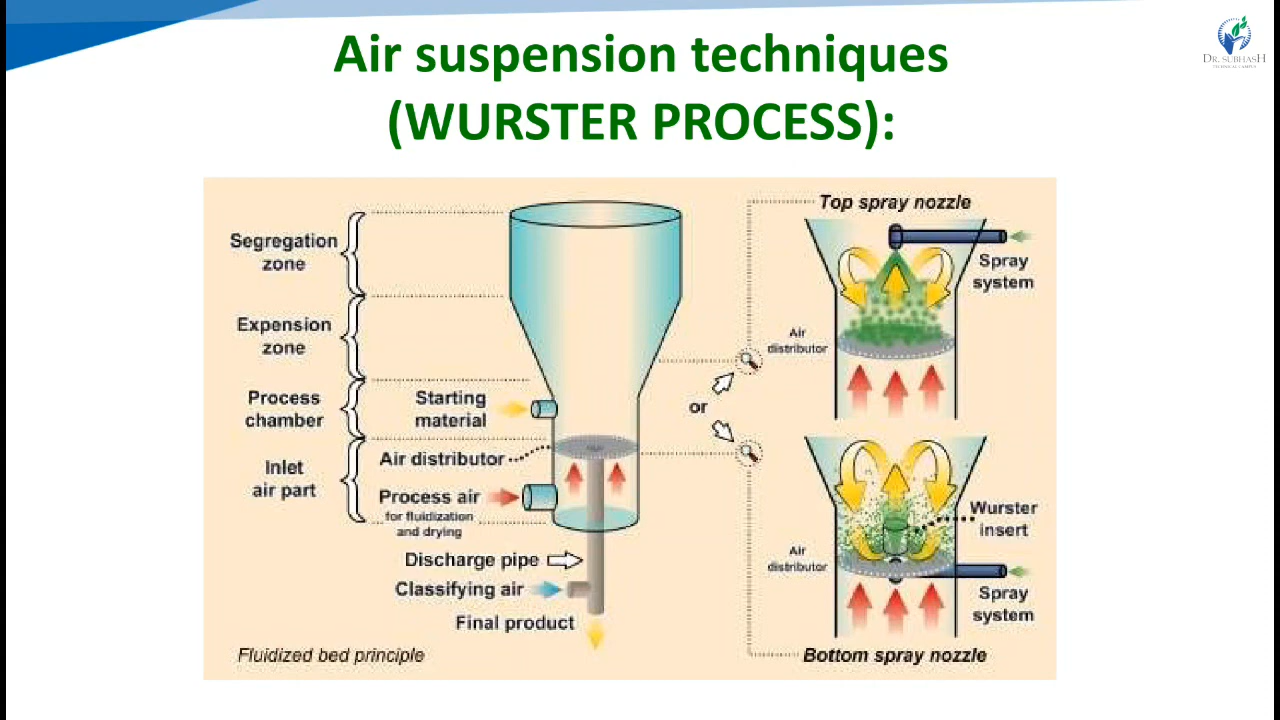 Air suspension techniques
(WURSTER PROCESS):
DR. SUBHASH
TECHNICAL CAMPUS
Segregation
zone
Expension
zone
Process
chamber
Inlet
air part
Starting
material
Air distributor
Process air
for fluidization
and drying
Discharge pipe
Classifying air
Final product
Fluidized bed principle
or
Top spray nozzle
Spray
system
Air
distributor
Wurster
insert
Air
distributor
Spray
system
Bottom spray nozzle